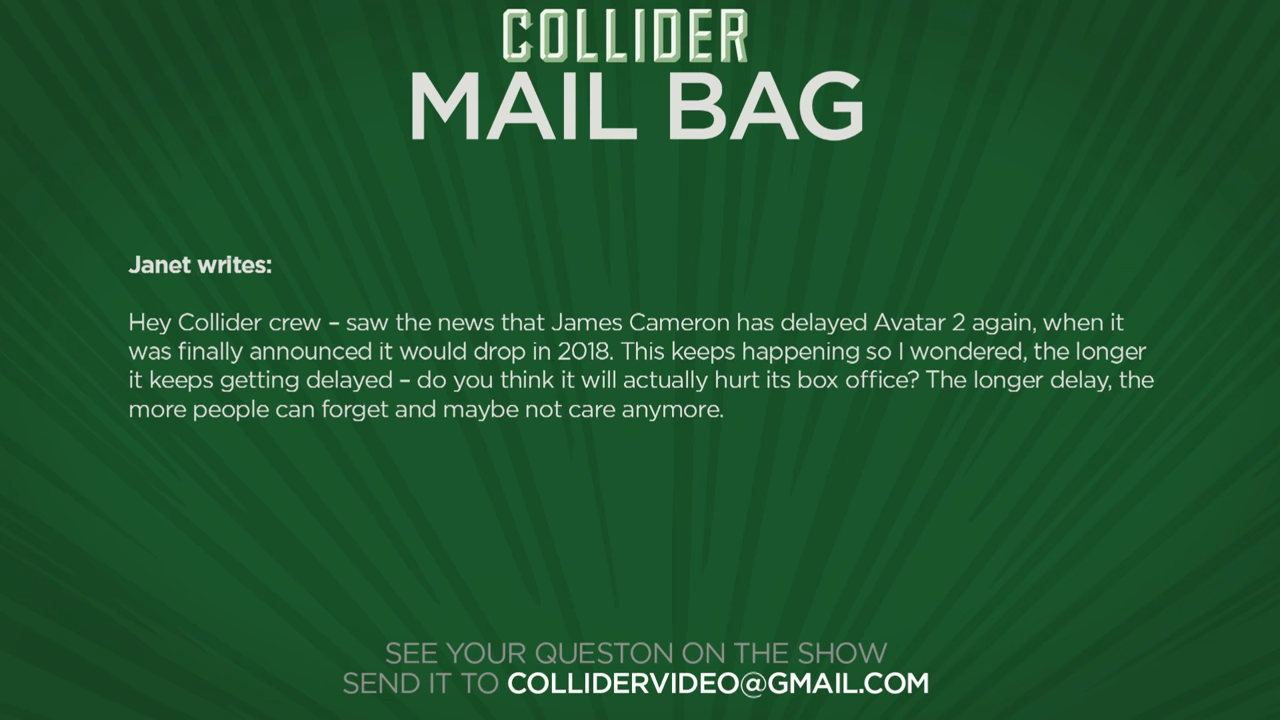 COLLIDER
MAIL BAG
Janet writes:
Hey Collider crew – saw the news that James Cameron has delayed Avatar 2 again, when it
was finally announced it would drop in 2018. This keeps happening so I wondered, the longer
it keeps getting delayed – do you think it will actually hurt its box office? The longer delay, the
more people can forget and maybe not care anymore.
SEE YOUR QUESTON ON THE SHOW
SEND IT TO COLLIDERVIDEO@GMAIL.COM